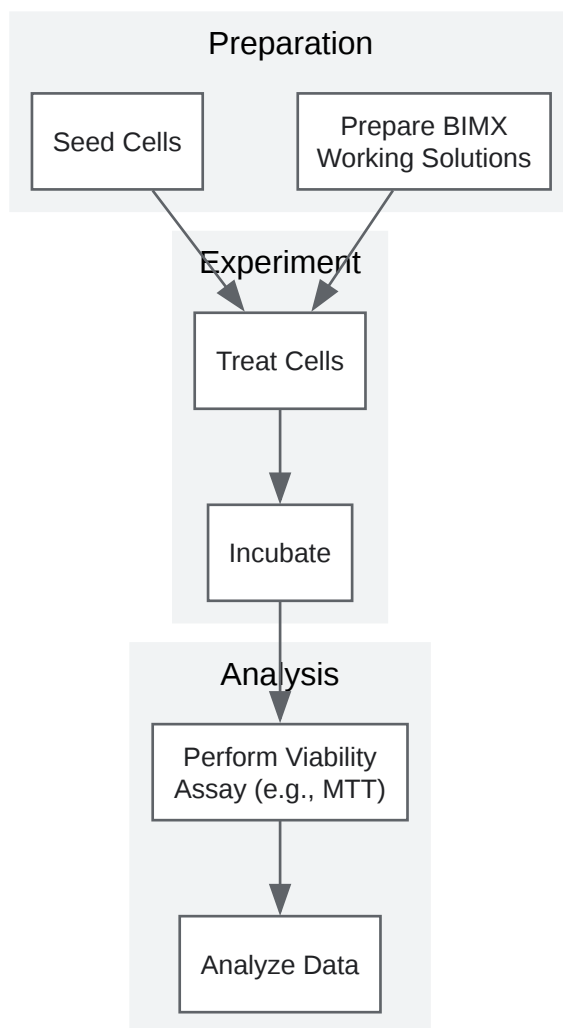 Preparation
Seed Cells
Prepare BIMX
Working Solutions
Experiment
Treat Cells
Incubate
Analysis
Perform Viability
Assay (e.g., MTT)
Analyze Data